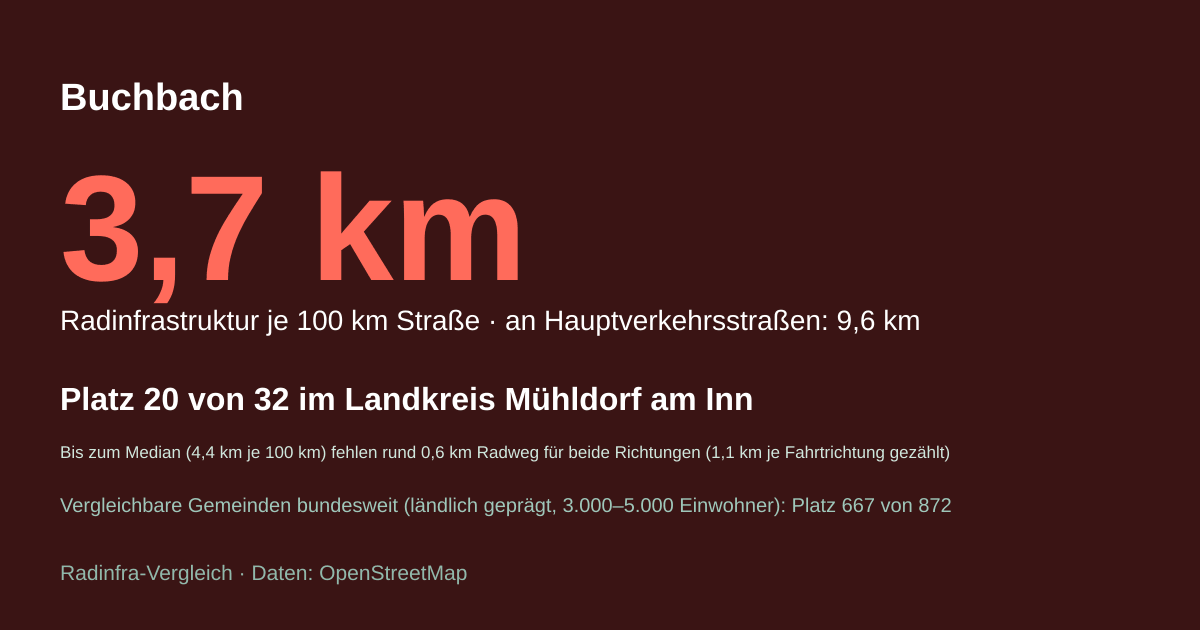 Buchbach
3,7 km
Radinfrastruktur je 100 km Straße · an Hauptverkehrsstraßen: 9,6 km
Platz 20 von 32 im Landkreis Mühldorf am Inn
Bis zum Median (4,4 km je 100 km) fehlen rund 0,6 km Radweg für beide Richtungen (1,1 km je Fahrtrichtung gezählt)
Vergleichbare Gemeinden bundesweit (ländlich geprägt, 3.000–5.000 Einwohner): Platz 667 von 872
Radinfra-Vergleich · Daten: OpenStreetMap